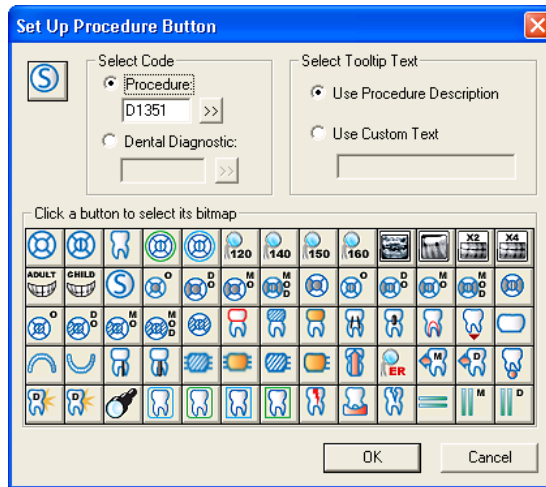 Set Up Procedure Button
Select Code
Procedure:
D1351 >>
Dental Diagnostic:
>>
Select Tooltip Text
Use Procedure Description
Use Custom Text
S
Click a button to select its bitmap
120 140 150 160 X2 X4
ADULT CHILD S O D O M O M O D O D O M O M O D
O D O M O M O D
ER M D
D D M D
OK Cancel